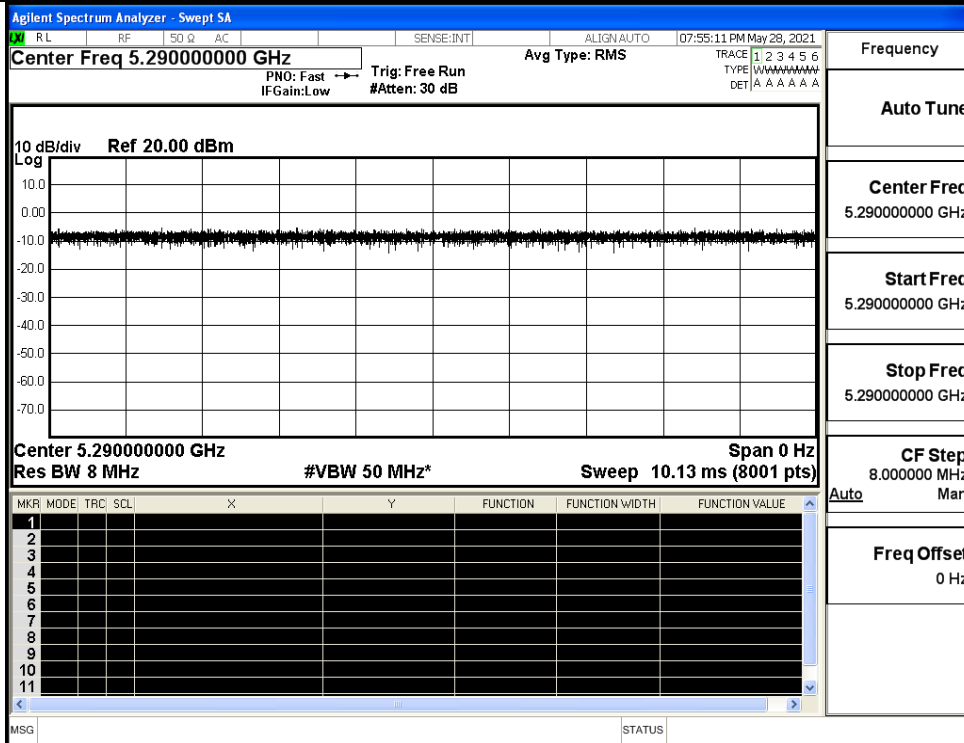 Agilent Spectrum Analyzer - Swept SA
LXI RL RF 50 Ω AC SENSE:INT ALIGN AUTO 07:55:11 PM May 28, 2021
Center Freq 5.290000000 GHz
PNO: Fast
IFGain:Low
Trig: Free Run
#Atten: 30 dB
Avg Type: RMS
TRACE 1 2 3 4 5 6
TYPE WWWWWW
DET A A A A A A
10 dB/div Ref 20.00 dBm
Log
10.0
0.00
-10.0
-20.0
-30.0
-40.0
-50.0
-60.0
-70.0
Center 5.290000000 GHz Span 0 Hz
Res BW 8 MHz #VBW 50 MHz* Sweep 10.13 ms (8001 pts)
MKR MODE TRC SCL X Y FUNCTION FUNCTION WIDTH FUNCTION VALUE
1
2
3
4
5
6
7
8
9
10
11
MSG STATUS
Frequency
Auto Tune
Center Freq
5.290000000 GHz
Start Freq
5.290000000 GHz
Stop Freq
5.290000000 GHz
CF Step
8.000000 MHz
Auto Man
Freq Offset
0 Hz